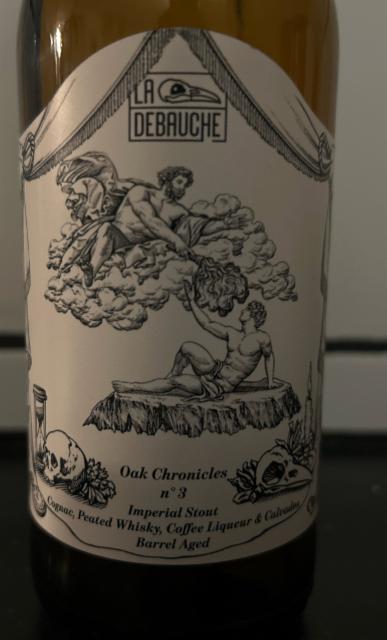 LA
DEBAUCHE
Oak Chronicles
n° 3
Imperial Stout
Cognac, Peated Whisky, Coffee Liqueur & Calvados
Barrel Aged